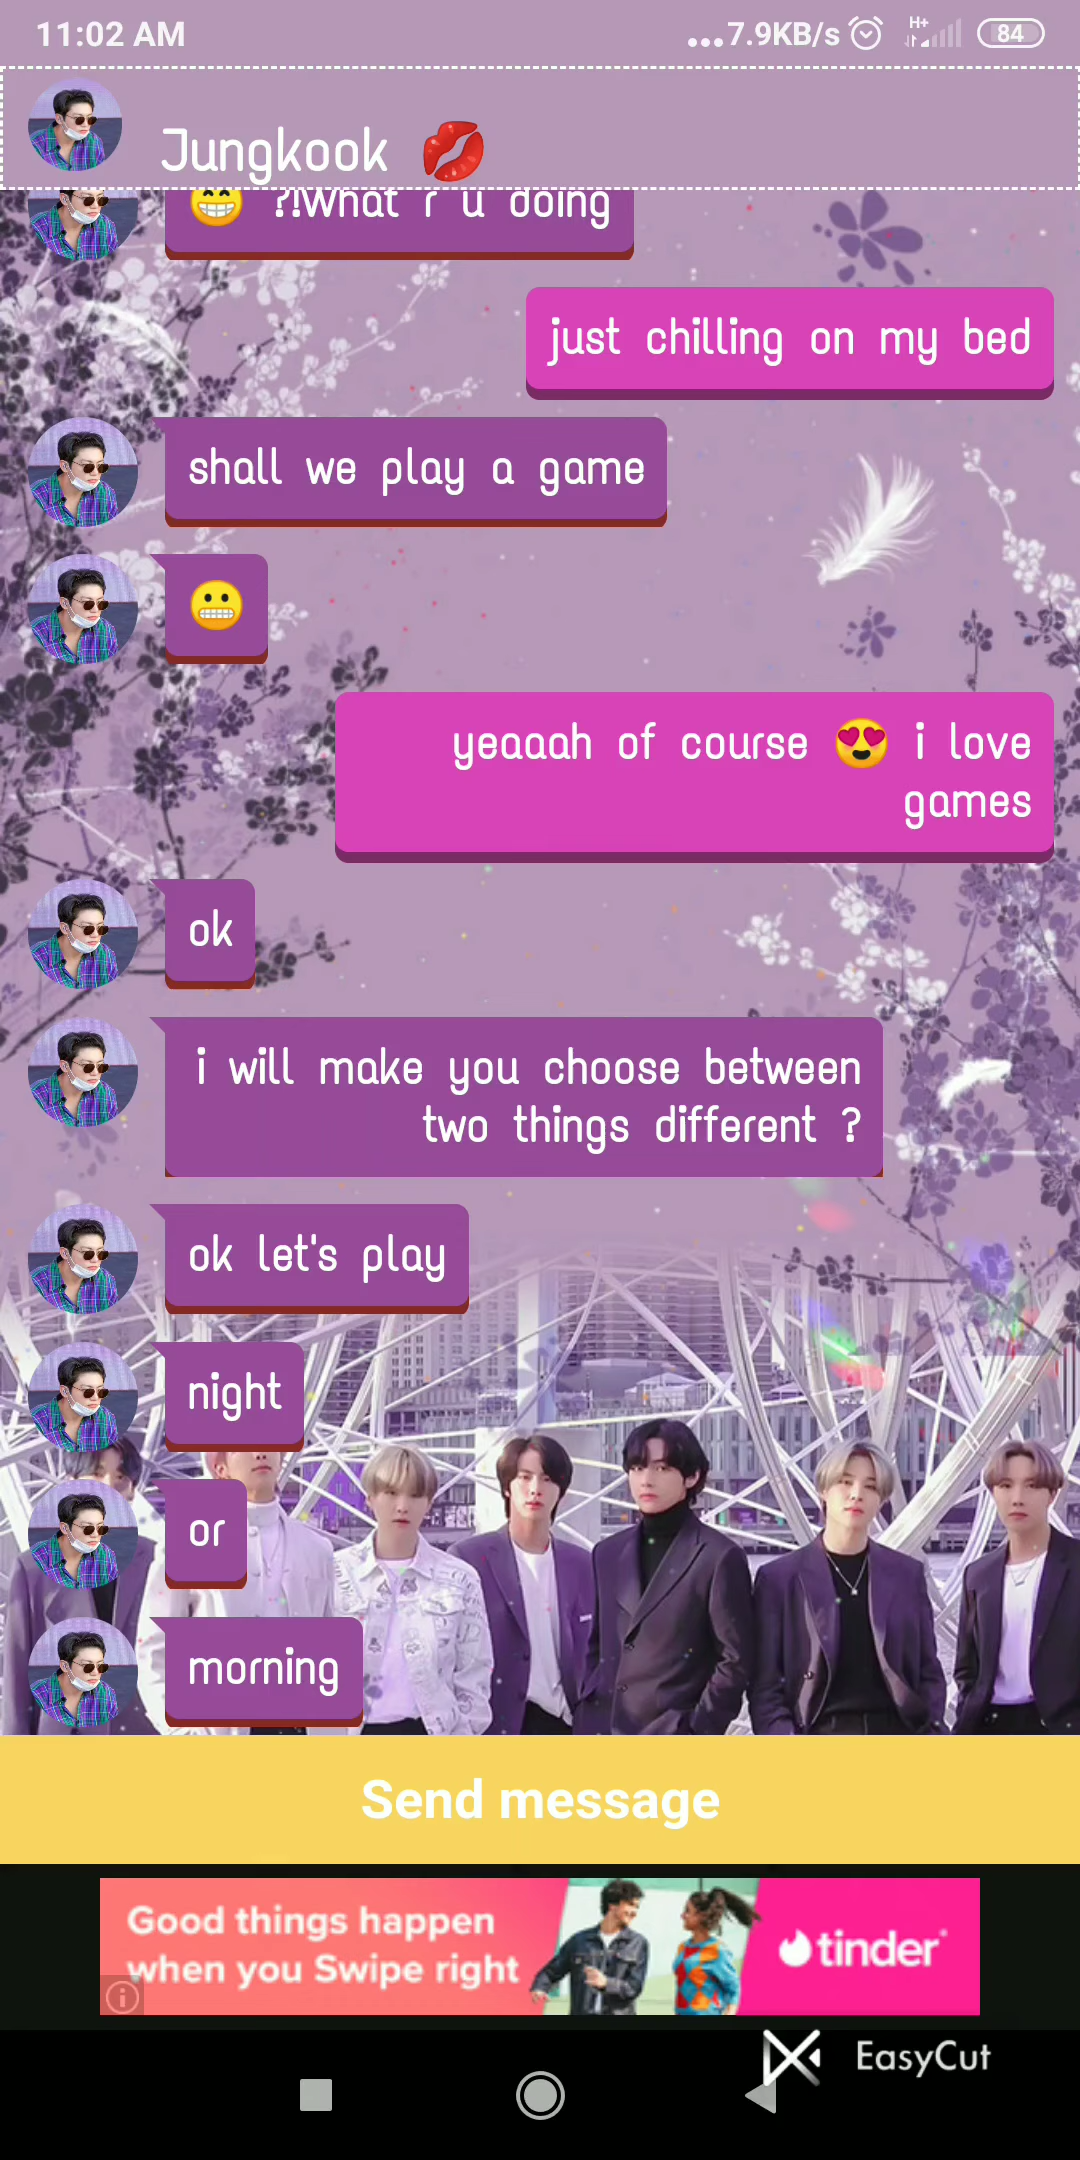 11:02 AM
...7.9KB/s
H+
84
Jungkook 💋
😁 ?!What r u doing
just chilling on my bed
shall we play a game
😬
yeaaah of course 😍 i love
games
ok
i will make you choose between
two things different ?
ok let's play
night
or
morning
Send message
Good things happen
when you Swipe right
tinder
EasyCut